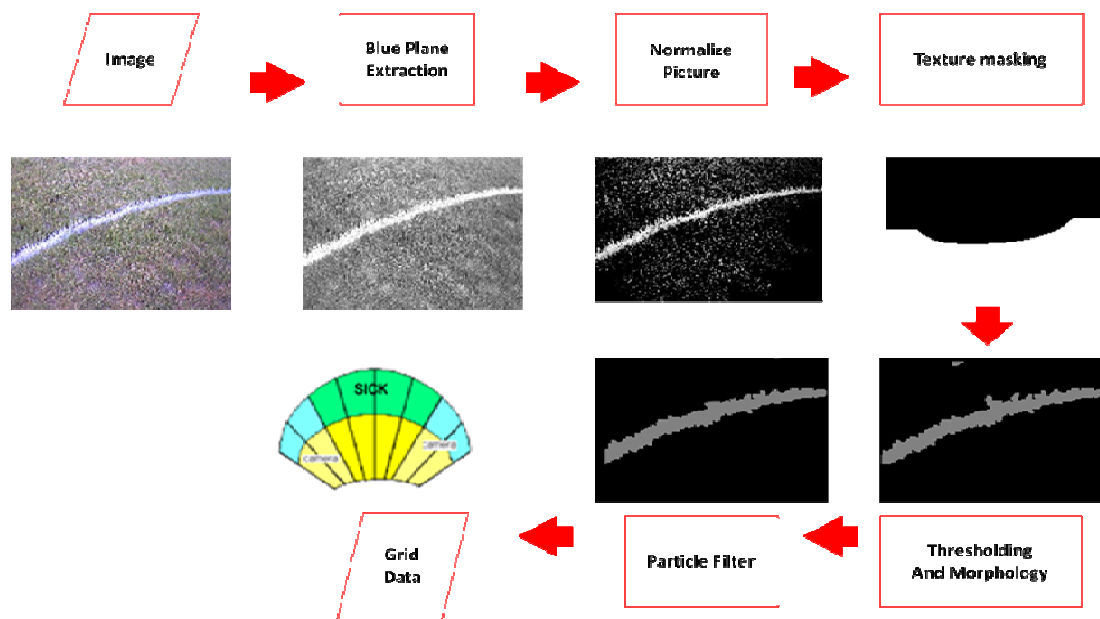 Image
Blue Plane
Extraction
Normalize
Picture
Texture masking
SICK
camera
camera
Grid
Data
Particle Filter
Thresholding
And Morphology